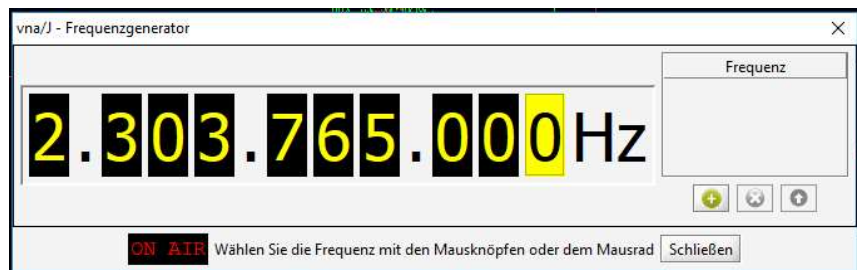 vna/J - Frequenzgenerator
Frequenz
2.303.765.000Hz
ON AIR Wählen Sie die Frequenz mit den Mausknöpfen oder dem Mausrad Schließen